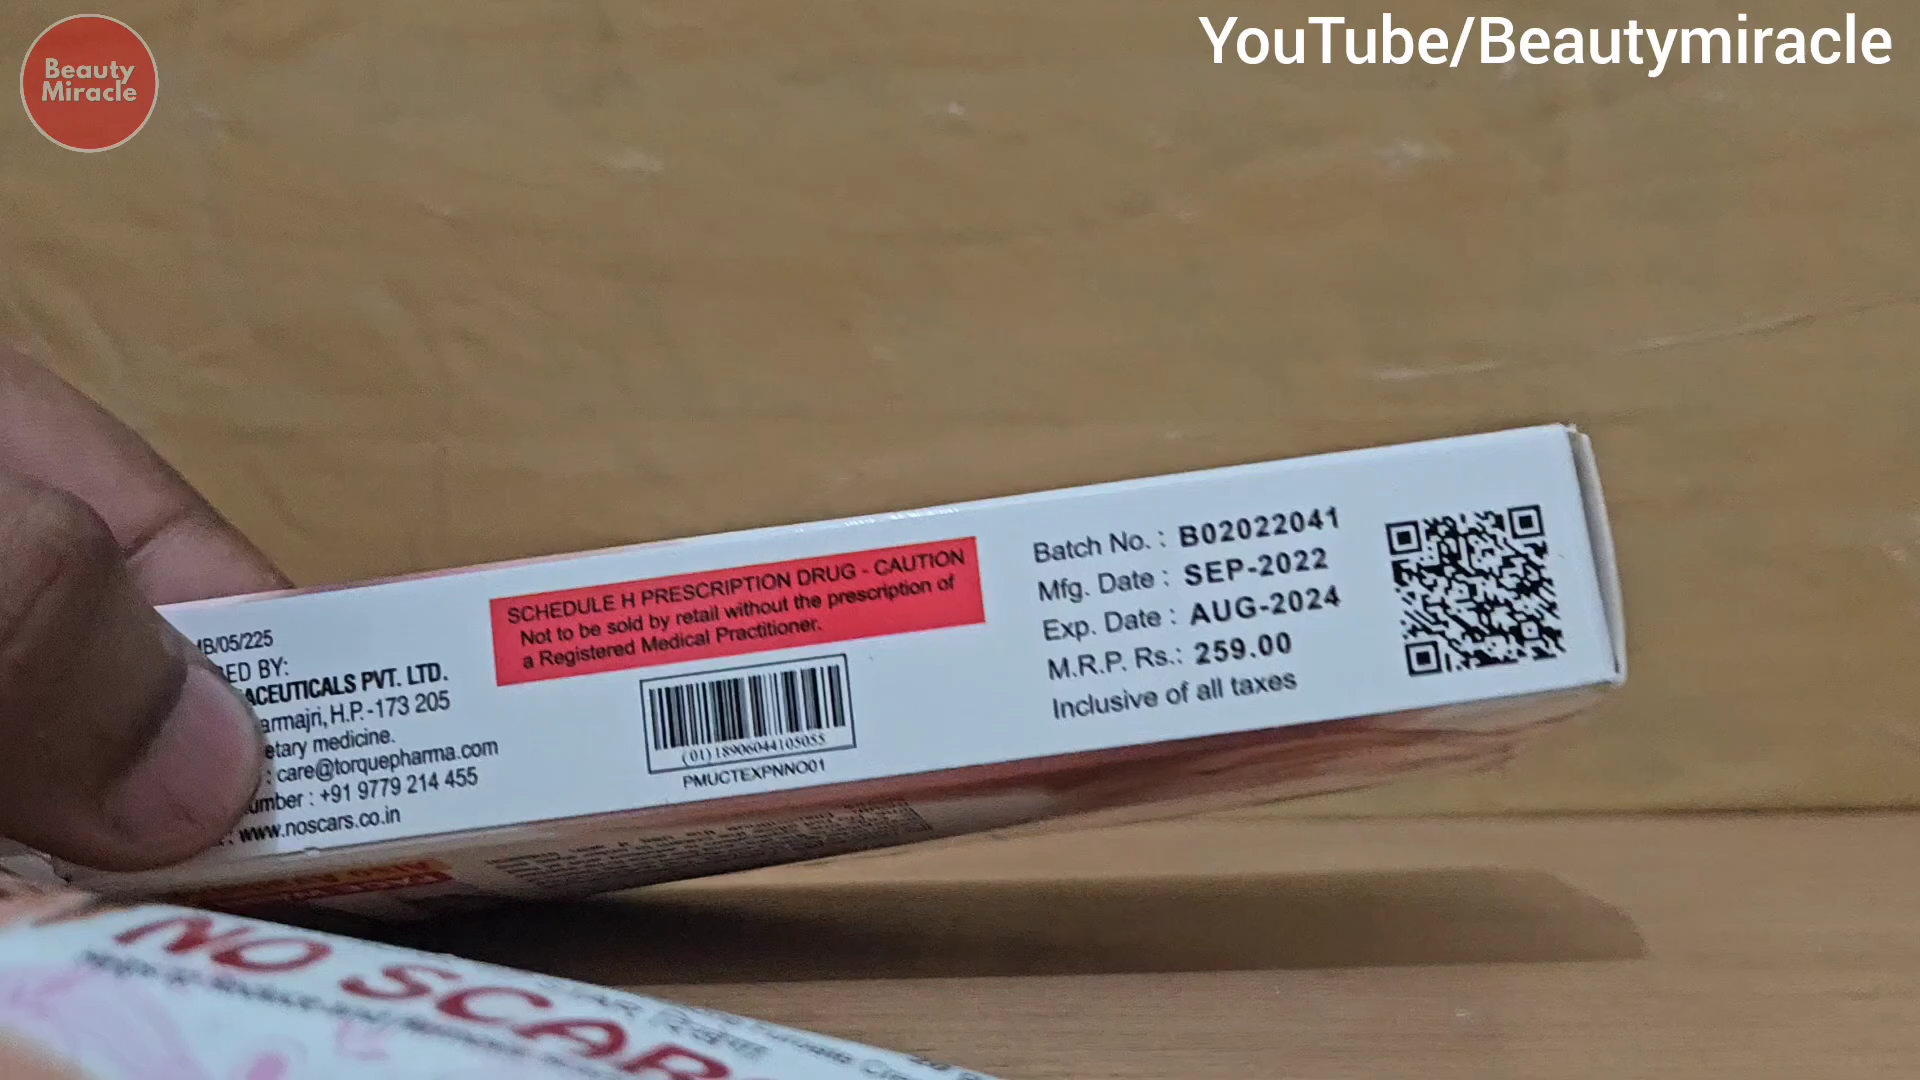 Beauty
Miracle
YouTube/Beautymiracle
MB/05/225
ED BY:
ACEUTICALS PVT. LTD.
armajri, H.P.-173 205
etary medicine.
: care@torquepharma.com
umber : +91 9779 214 455
: www.noscars.co.in
SCHEDULE H PRESCRIPTION DRUG - CAUTION
Not to be sold by retail without the prescription of
a Registered Medical Practitioner.
(01)18906044105055
PMUCTEXPNNO01
Batch No. : B02022041
Mfg. Date : SEP-2022
Exp. Date : AUG-2024
M.R.P. Rs.: 259.00
Inclusive of all taxes
NO SCAR